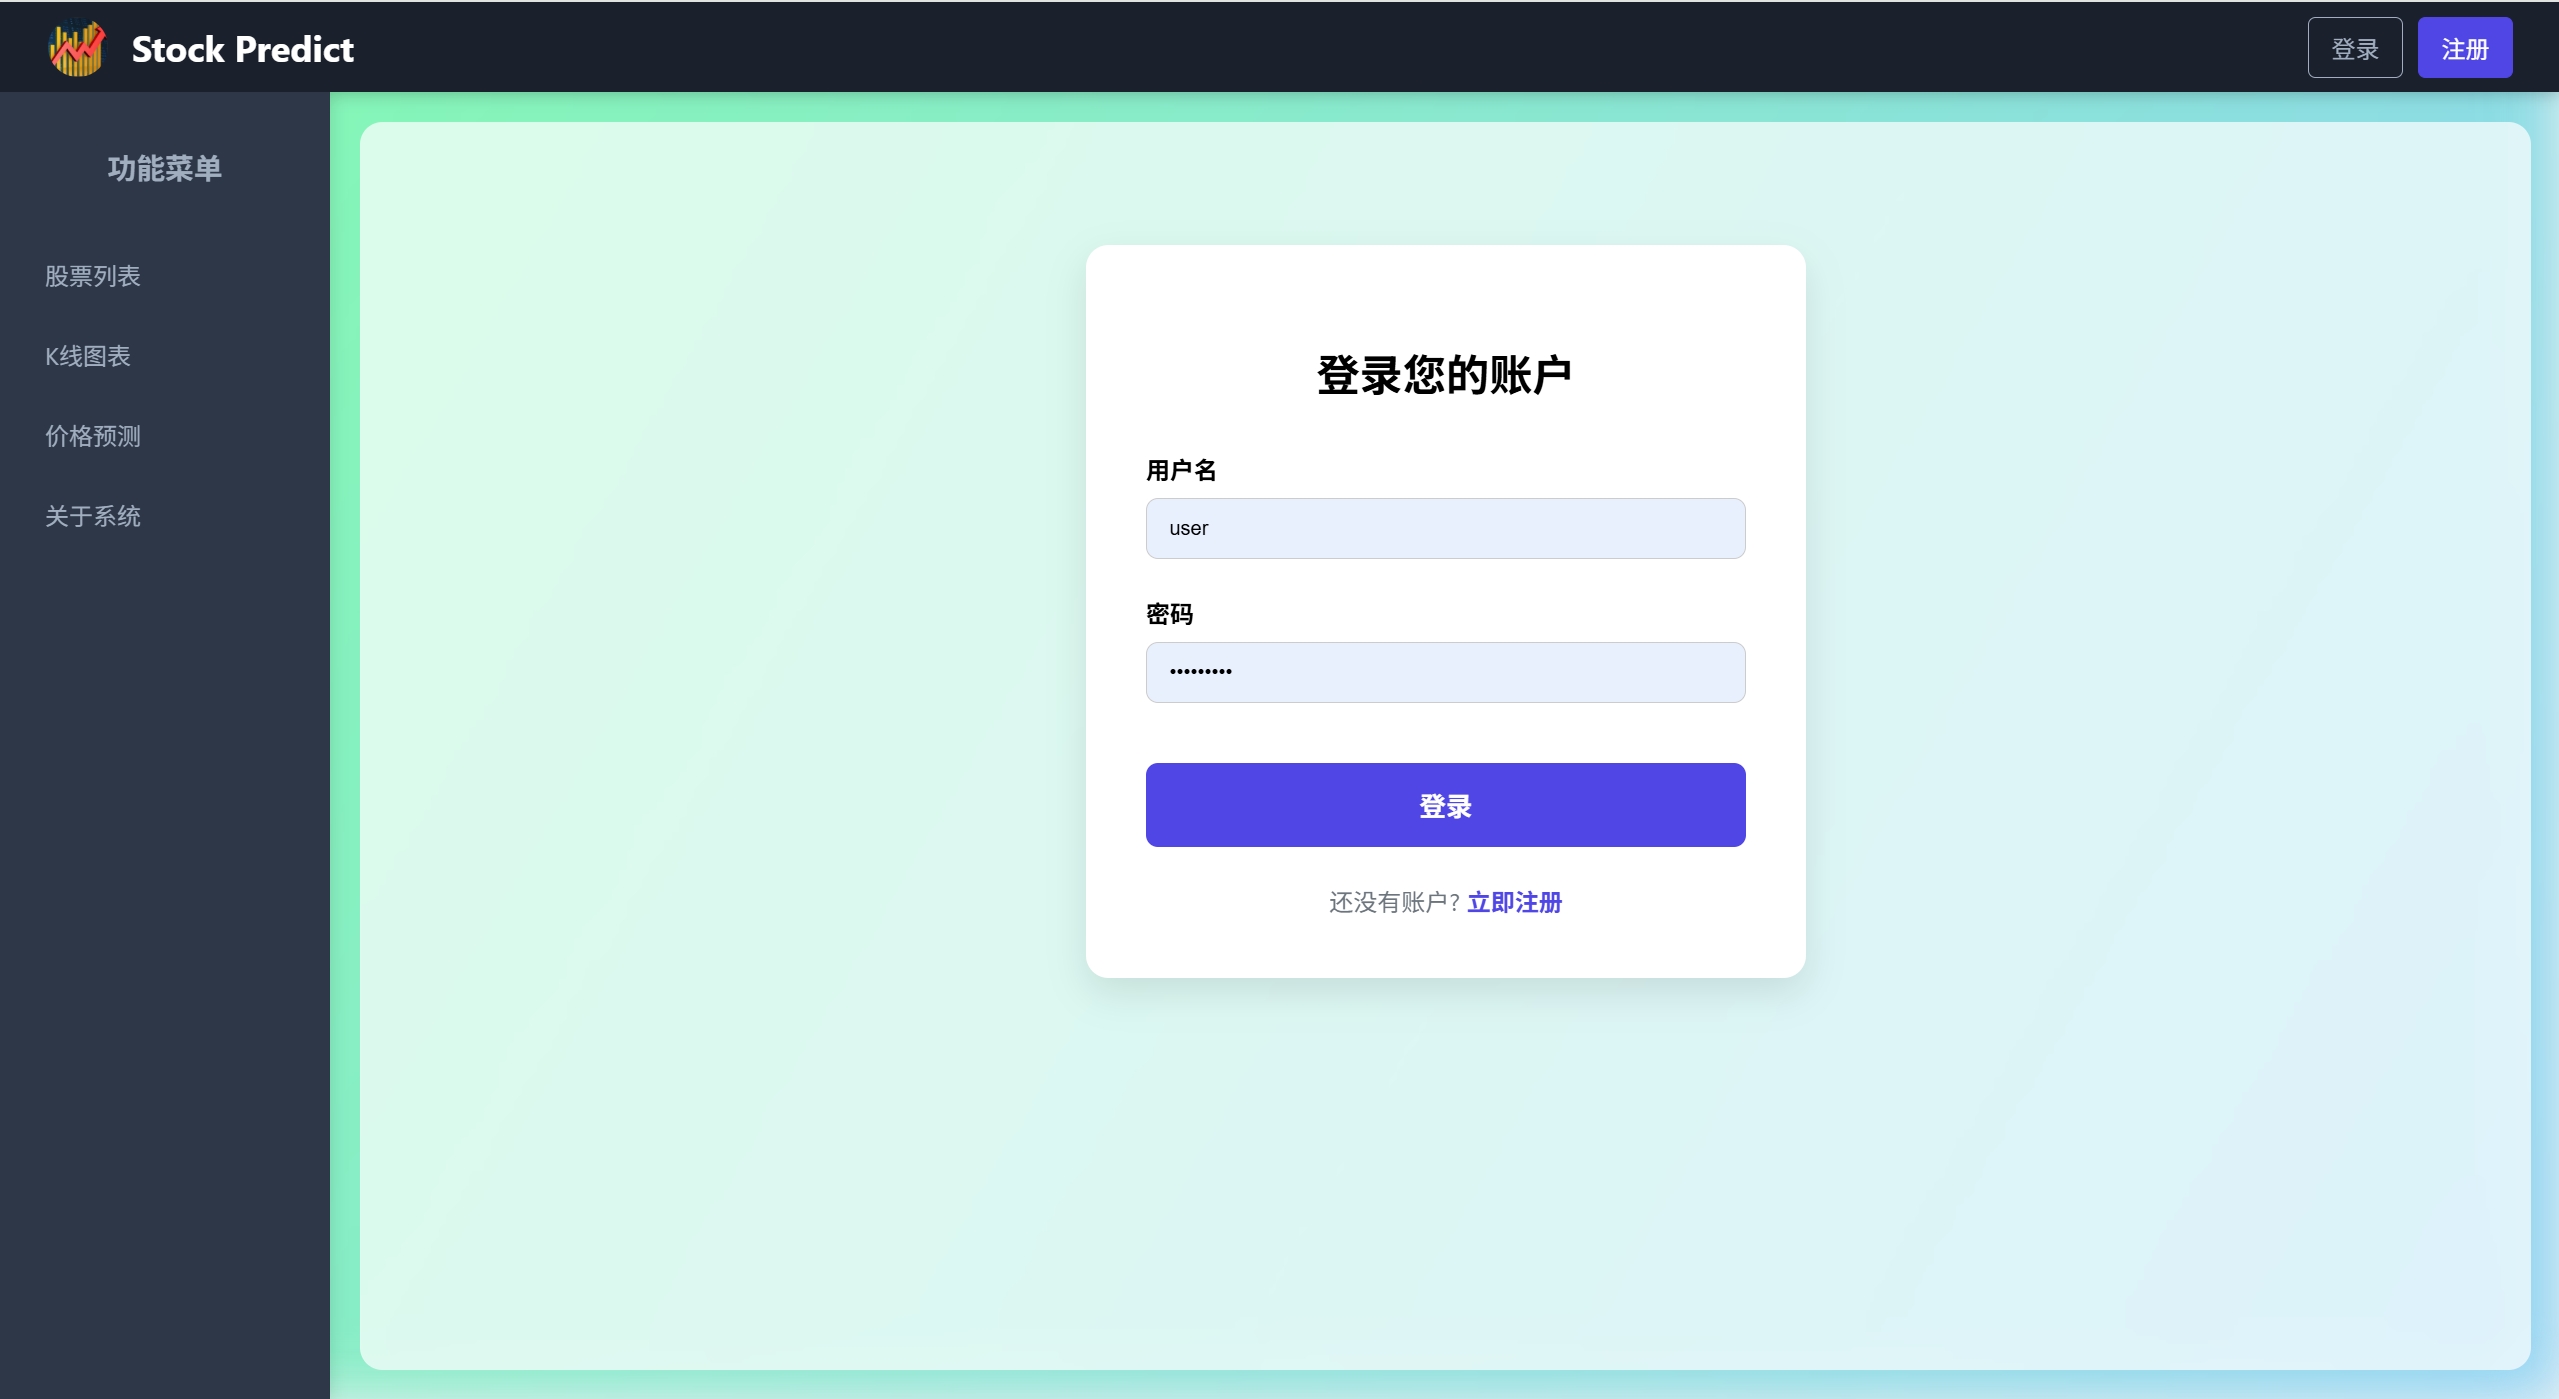 Stock Predict
登录
注册
功能菜单
股票列表
K线图表
价格预测
关于系统
登录您的账户
用户名
user
密码
•••••••••
登录
还没有账户? 立即注册